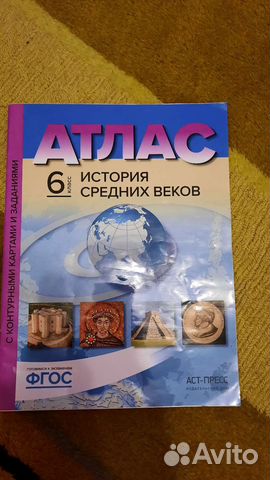 АТЛАС
6 КЛАСС
ИСТОРИЯ
СРЕДНИХ ВЕКОВ
С КОНТУРНЫМИ КАРТАМИ И ЗАДАНИЯМИ
ФГОС
АСТ-ПРЕСС
Avito